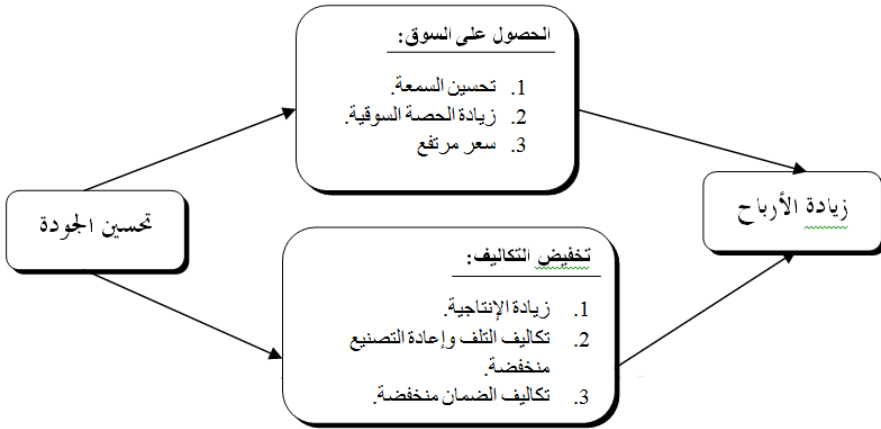 الحصول على السوق:
1. تحسين السمعة.
2. زيادة الحصة السوقية.
3. سعر مرتفع
زيادة الأرباح
تحسين الجودة
تخفيض التكاليف:
1. زيادة الإنتاجية.
2. تكاليف التلف وإعادة التصنيع
منخفضة.
3. تكاليف الضمان منخفضة.